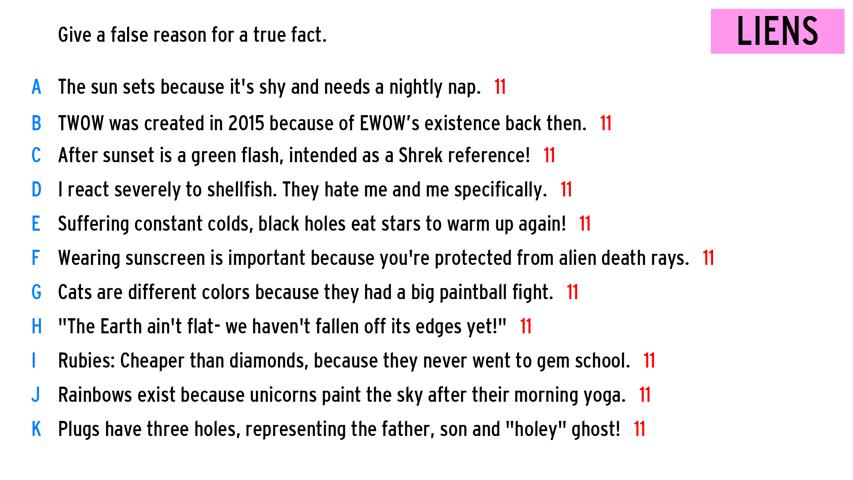 Give a false reason for a true fact.
LIENS
A The sun sets because it's shy and needs a nightly nap. 11
B TWOW was created in 2015 because of EWOW’s existence back then. 11
C After sunset is a green flash, intended as a Shrek reference! 11
D I react severely to shellfish. They hate me and me specifically. 11
E Suffering constant colds, black holes eat stars to warm up again! 11
F Wearing sunscreen is important because you're protected from alien death rays. 11
G Cats are different colors because they had a big paintball fight. 11
H "The Earth ain't flat- we haven't fallen off its edges yet!" 11
I Rubies: Cheaper than diamonds, because they never went to gem school. 11
J Rainbows exist because unicorns paint the sky after their morning yoga. 11
K Plugs have three holes, representing the father, son and "holey" ghost! 11